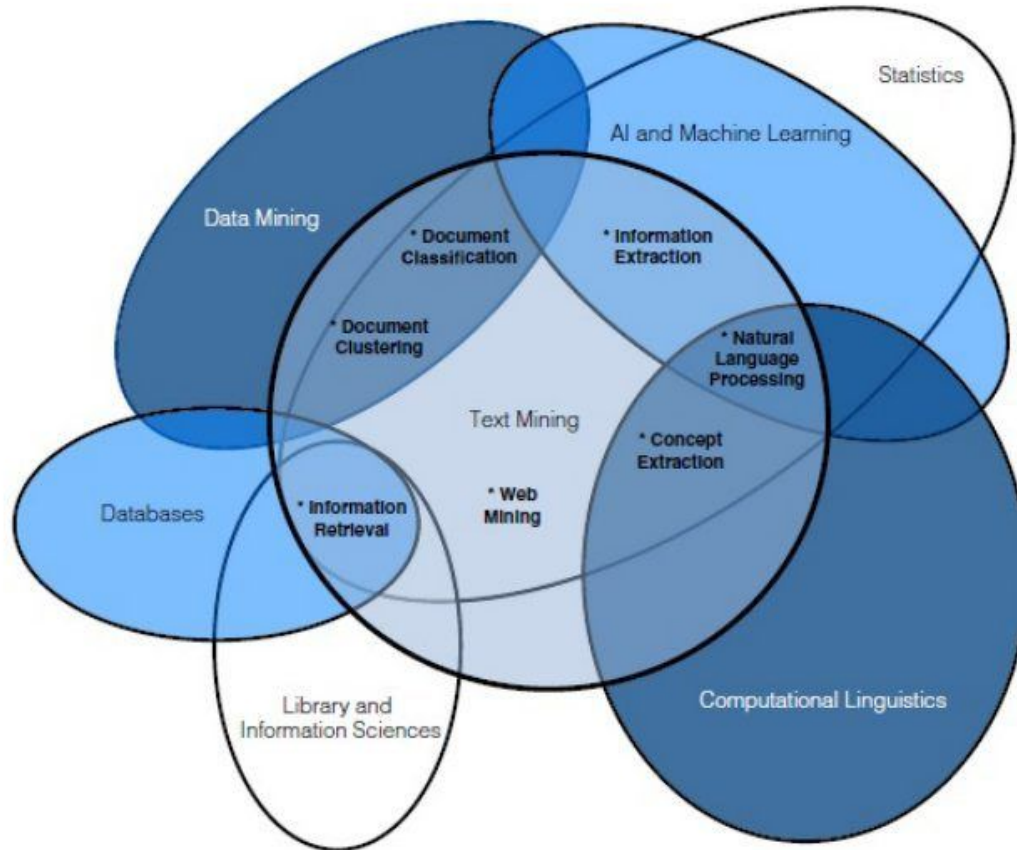 Statistics
AI and Machine Learning
Data Mining
* Document
Classification
* Information
Extraction
* Document
Clustering
* Natural
Language
Processing
Text Mining
* Concept
Extraction
* Web
Mining
Databases
* Information
Retrieval
Library and
Information Sciences
Computational Linguistics